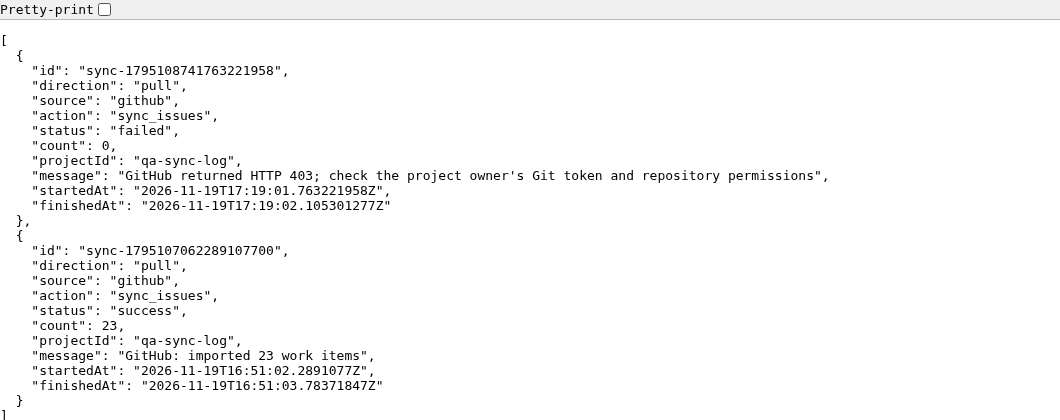 Pretty-print
[
  {
    "id": "sync-1795108741763221958",
    "direction": "pull",
    "source": "github",
    "action": "sync_issues",
    "status": "failed",
    "count": 0,
    "projectId": "qa-sync-log",
    "message": "GitHub returned HTTP 403; check the project owner's Git token and repository permissions",
    "startedAt": "2026-11-19T17:19:01.763221958Z",
    "finishedAt": "2026-11-19T17:19:02.105301277Z"
  },
  {
    "id": "sync-1795107062289107700",
    "direction": "pull",
    "source": "github",
    "action": "sync_issues",
    "status": "success",
    "count": 23,
    "projectId": "qa-sync-log",
    "message": "GitHub: imported 23 work items",
    "startedAt": "2026-11-19T16:51:02.2891077Z",
    "finishedAt": "2026-11-19T16:51:03.78371847Z"
  }
]